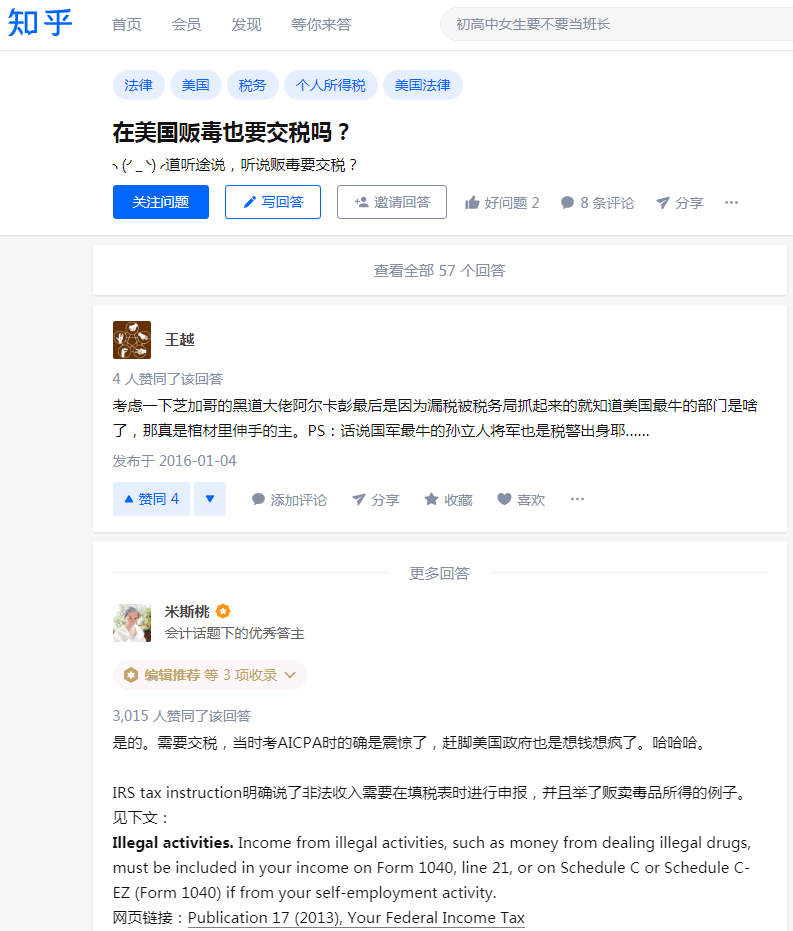 知乎 首页 会员 发现 等你来答 初高中女生要不要当班长
法律 美国 税务 个人所得税 美国法律
在美国贩毒也要交税吗？
ヽ(ˊ_ˋ)ノ道听途说，听说贩毒要交税？
关注问题 写回答 邀请回答 好问题 2 8 条评论 分享 ···
查看全部 57 个回答
王越
4 人赞同了该回答
考虑一下芝加哥的黑道大佬阿尔卡彭最后是因为漏税被税务局抓起来的就知道美国最牛的部门是啥
了，那真是棺材里伸手的主。PS：话说国军最牛的孙立人将军也是税警出身耶......
发布于 2016-01-04
赞同 4 添加评论 分享 收藏 喜欢 ···
更多回答
米斯桃
会计话题下的优秀答主
编辑推荐 等 3 项收录
3,015 人赞同了该回答
是的。需要交税，当时考AICPA时的确是震惊了，赶脚美国政府也是想钱想疯了。哈哈哈。
IRS tax instruction明确说了非法收入需要在填税表时进行申报，并且举了贩卖毒品所得的例子。
见下文：
Illegal activities. Income from illegal activities, such as money from dealing illegal drugs,
must be included in your income on Form 1040, line 21, or on Schedule C or Schedule C-
EZ (Form 1040) if from your self-employment activity.
网页链接：Publication 17 (2013), Your Federal Income Tax